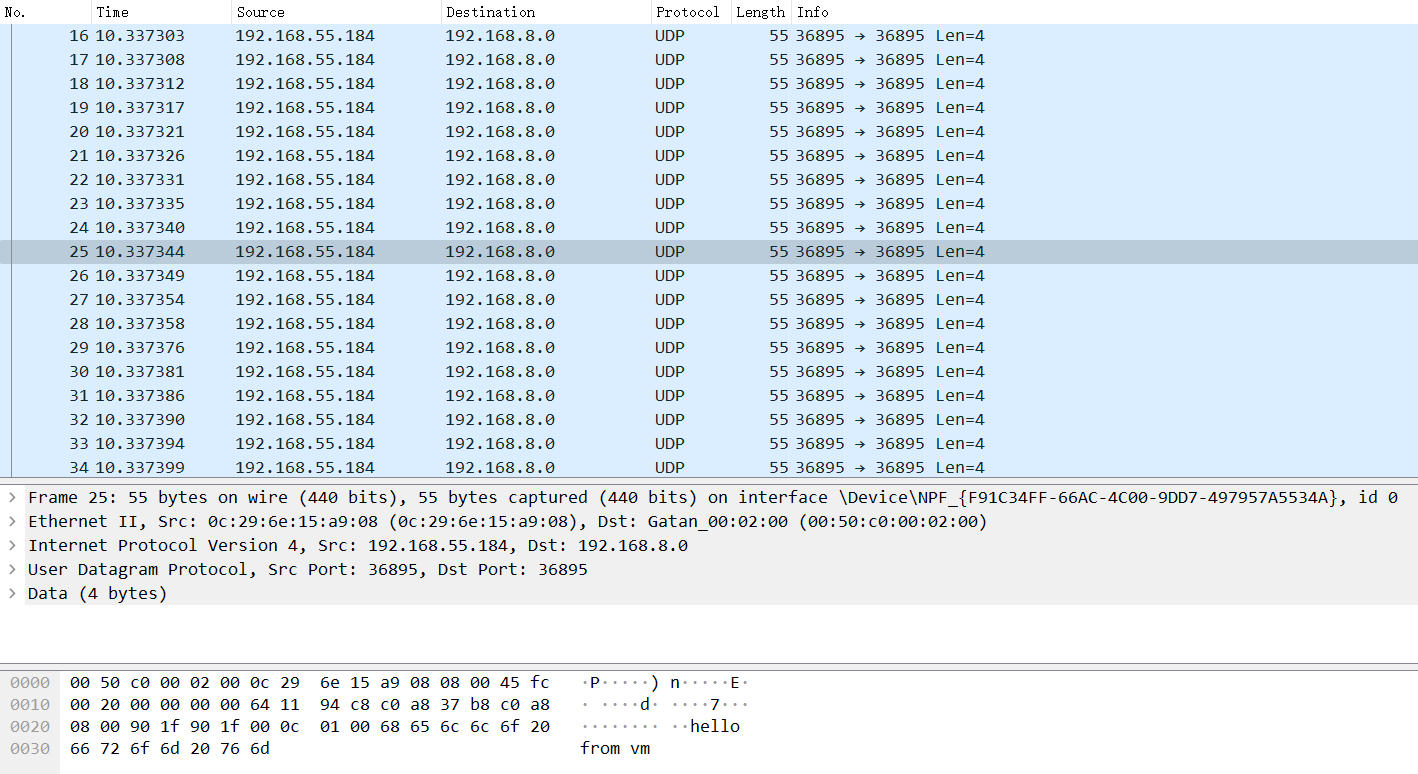 No. Time Source Destination Protocol Length Info
16 10.337303 192.168.55.184 192.168.8.0 UDP 55 36895 → 36895 Len=4
17 10.337308 192.168.55.184 192.168.8.0 UDP 55 36895 → 36895 Len=4
18 10.337312 192.168.55.184 192.168.8.0 UDP 55 36895 → 36895 Len=4
19 10.337317 192.168.55.184 192.168.8.0 UDP 55 36895 → 36895 Len=4
20 10.337321 192.168.55.184 192.168.8.0 UDP 55 36895 → 36895 Len=4
21 10.337326 192.168.55.184 192.168.8.0 UDP 55 36895 → 36895 Len=4
22 10.337331 192.168.55.184 192.168.8.0 UDP 55 36895 → 36895 Len=4
23 10.337335 192.168.55.184 192.168.8.0 UDP 55 36895 → 36895 Len=4
24 10.337340 192.168.55.184 192.168.8.0 UDP 55 36895 → 36895 Len=4
25 10.337344 192.168.55.184 192.168.8.0 UDP 55 36895 → 36895 Len=4
26 10.337349 192.168.55.184 192.168.8.0 UDP 55 36895 → 36895 Len=4
27 10.337354 192.168.55.184 192.168.8.0 UDP 55 36895 → 36895 Len=4
28 10.337358 192.168.55.184 192.168.8.0 UDP 55 36895 → 36895 Len=4
29 10.337376 192.168.55.184 192.168.8.0 UDP 55 36895 → 36895 Len=4
30 10.337381 192.168.55.184 192.168.8.0 UDP 55 36895 → 36895 Len=4
31 10.337386 192.168.55.184 192.168.8.0 UDP 55 36895 → 36895 Len=4
32 10.337390 192.168.55.184 192.168.8.0 UDP 55 36895 → 36895 Len=4
33 10.337394 192.168.55.184 192.168.8.0 UDP 55 36895 → 36895 Len=4
34 10.337399 192.168.55.184 192.168.8.0 UDP 55 36895 → 36895 Len=4
Frame 25: 55 bytes on wire (440 bits), 55 bytes captured (440 bits) on interface \Device\NPF_{F91C34FF-66AC-4C00-9DD7-497957A5534A}, id 0
Ethernet II, Src: 0c:29:6e:15:a9:08 (0c:29:6e:15:a9:08), Dst: Gatan_00:02:00 (00:50:c0:00:02:00)
Internet Protocol Version 4, Src: 192.168.55.184, Dst: 192.168.8.0
User Datagram Protocol, Src Port: 36895, Dst Port: 36895
Data (4 bytes)
0000 00 50 c0 00 02 00 0c 29 6e 15 a9 08 08 00 45 fc ·P·····) n·····E·
0010 00 20 00 00 00 00 64 11 94 c8 c0 a8 37 b8 c0 a8 · ····d· ····7···
0020 08 00 90 1f 90 1f 00 0c 01 00 68 65 6c 6c 6f 20 ········ ··hello
0030 66 72 6f 6d 20 76 6d from vm